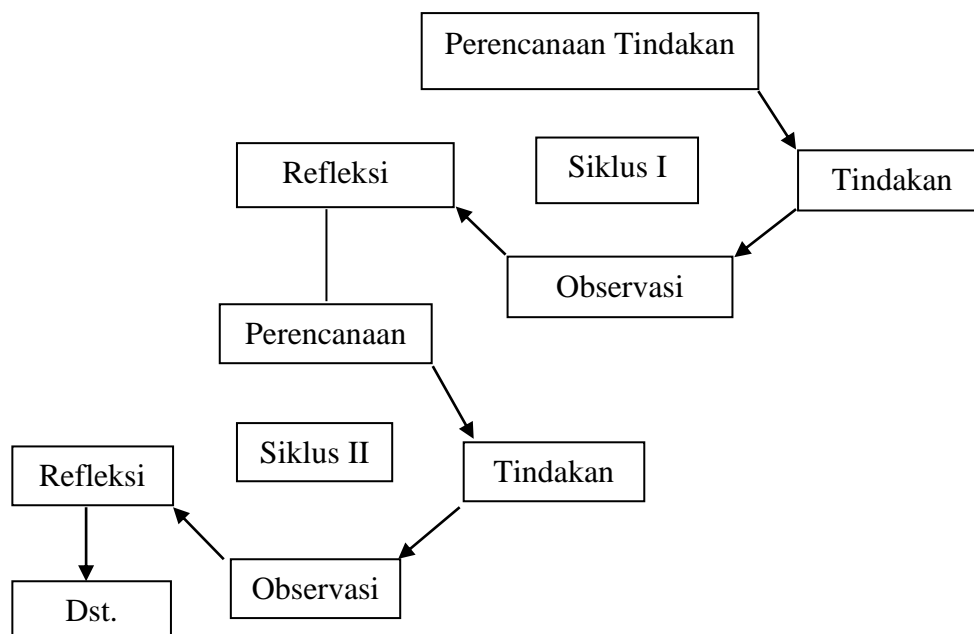 Perencanaan Tindakan
Refleksi
Siklus I
Tindakan
Observasi
Perencanaan
Siklus II
Refleksi
Tindakan
Observasi
Dst.